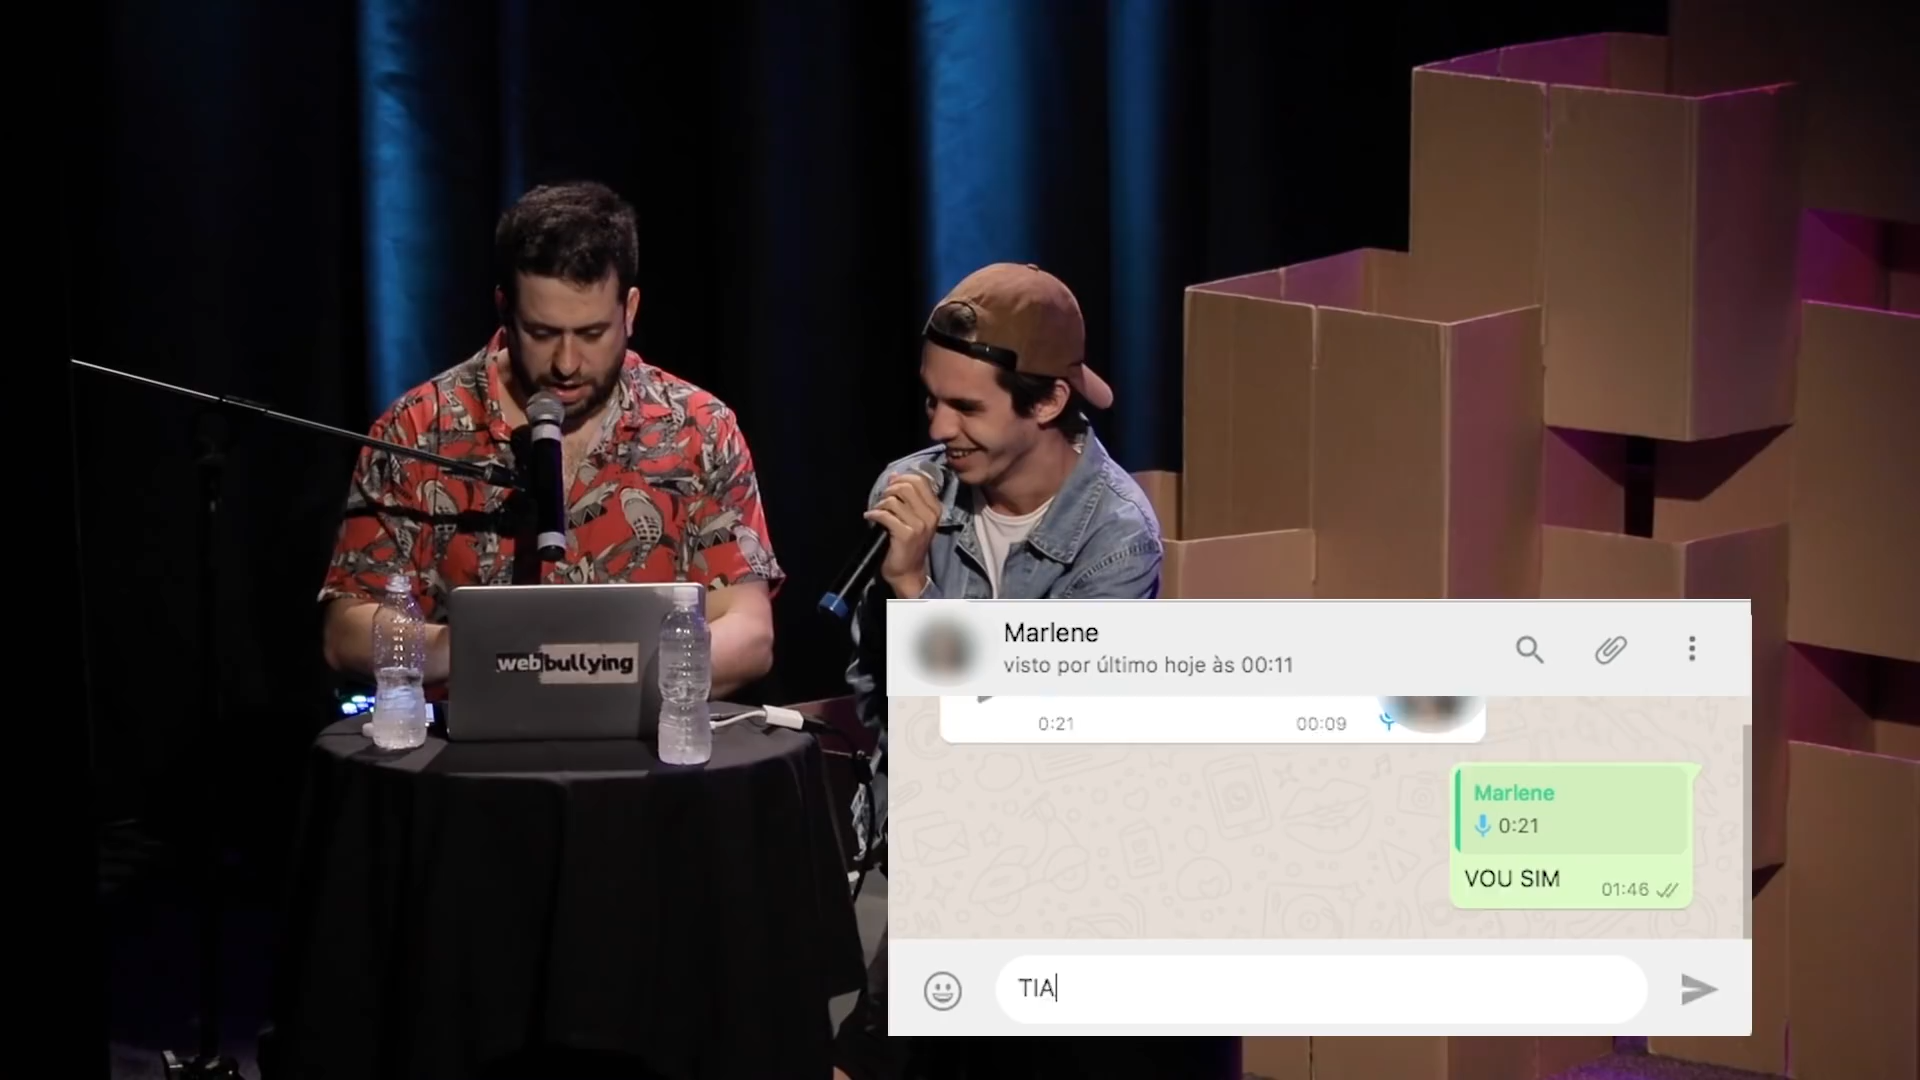 webbullying
Marlene
visto por último hoje às 00:11
0:21
00:09
Marlene
0:21
VOU SIM
01:46
TIA